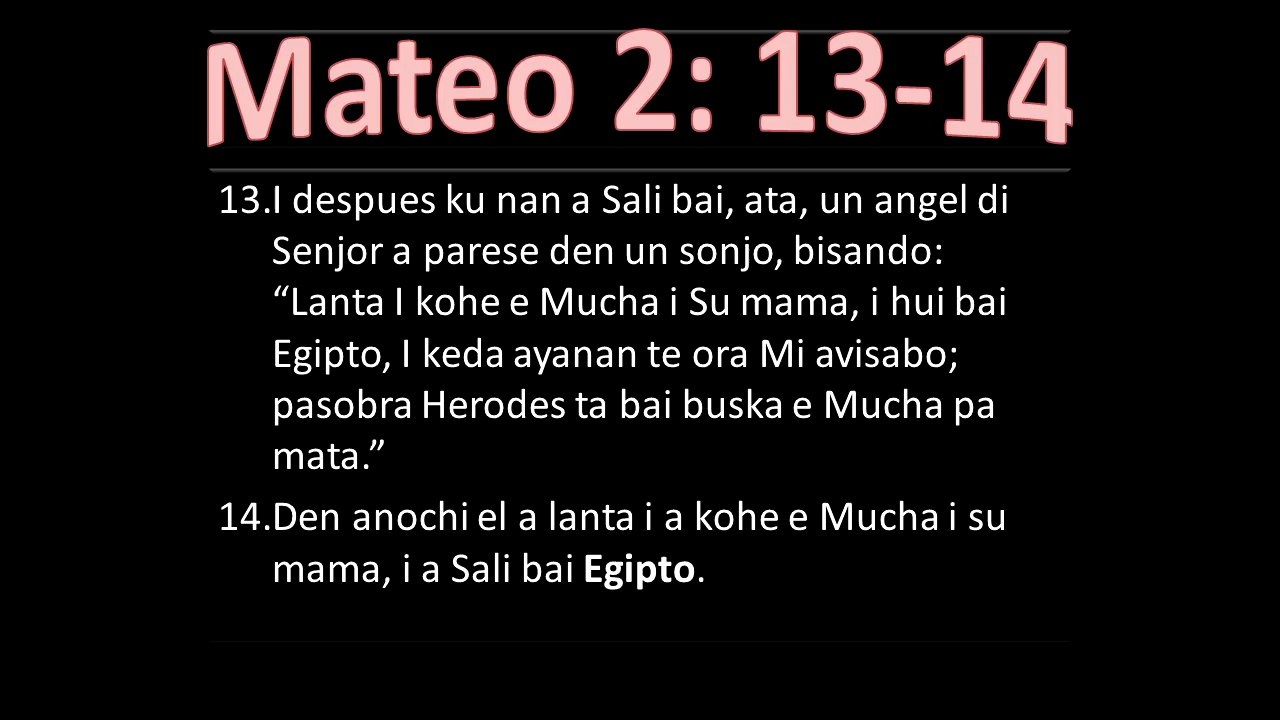 Mateo 2: 13-14
13.I despues ku nan a Sali bai, ata, un angel di
Senjor a parese den un sonjo, bisando:
“Lanta I kohe e Mucha i Su mama, i hui bai
Egipto, I keda ayanan te ora Mi avisabo;
pasobra Herodes ta bai buska e Mucha pa
mata.”
14.Den anochi el a lanta i a kohe e Mucha i su
mama, i a Sali bai Egipto.